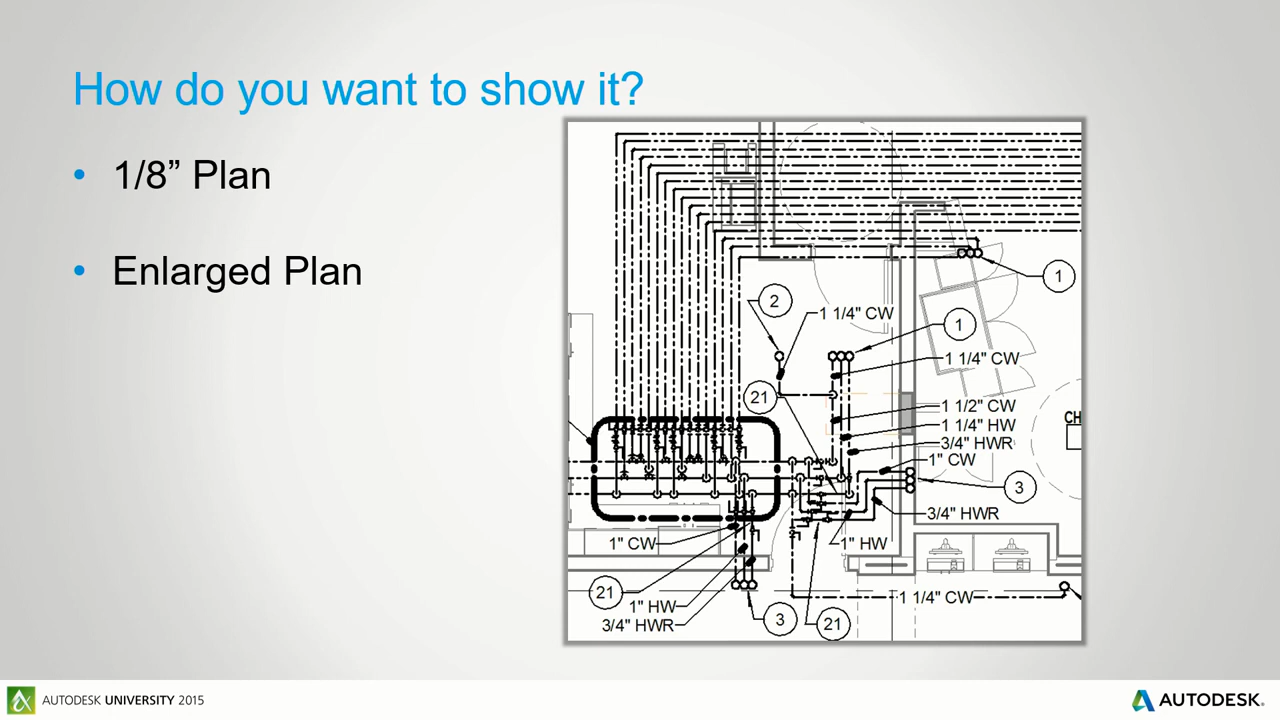 How do you want to show it?
• 1/8” Plan
• Enlarged Plan
1
2
1 1/4" CW
1
1 1/4" CW
21
1 1/2" CW
1 1/4" HW
CH
3/4" HWR
1" CW
3
3/4" HWR
1" CW
1" HW
21
1" HW
1 1/4" CW
3/4" HWR
3
21
AUTODESK UNIVERSITY 2015
AUTODESK®